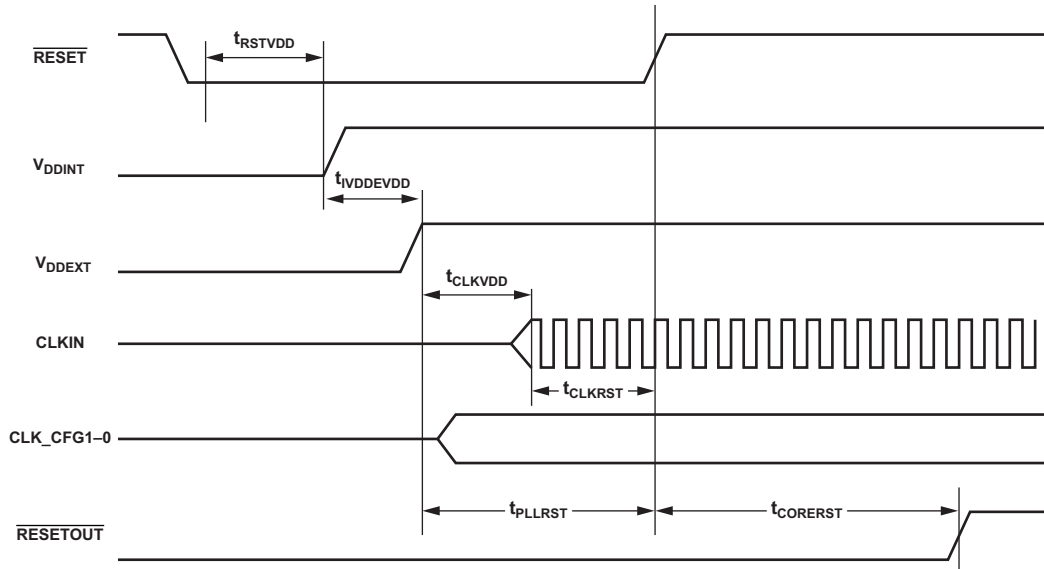 RESET
tRSTVDD
VDDINT
tIVDDEVDD
VDDEXT
tCLKVDD
CLKIN
tCLKRST
CLK_CFG1–0
tPLLRST
tCORERST
RESETOUT